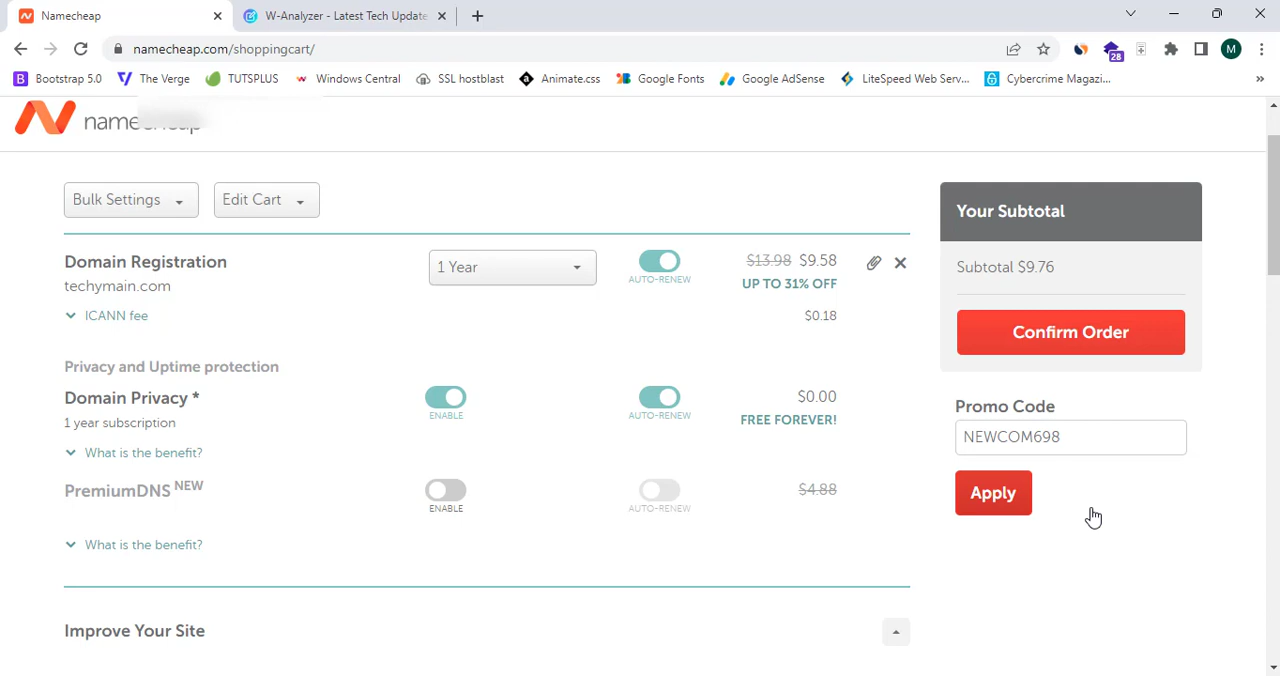 Namecheap
W-Analyzer - Latest Tech Update
namecheap.com/shoppingcart/
M
28
B Bootstrap 5.0 The Verge TUTSPLUS Windows Central SSL hostblast Animate.css Google Fonts Google AdSense LiteSpeed Web Serv... Cybercrime Magazi... »
namecheap
Bulk Settings
Edit Cart
Your Subtotal
Subtotal $9.76
Confirm Order
Domain Registration
1 Year
AUTO-RENEW
$13.98 $9.58
techymain.com
UP TO 31% OFF
ICANN fee
$0.18
Privacy and Uptime protection
Domain Privacy *
ENABLE
AUTO-RENEW
$0.00
1 year subscription
FREE FOREVER!
What is the benefit?
PremiumDNS NEW
ENABLE
AUTO-RENEW
$4.88
What is the benefit?
Promo Code
NEWCOM698
Apply
Improve Your Site